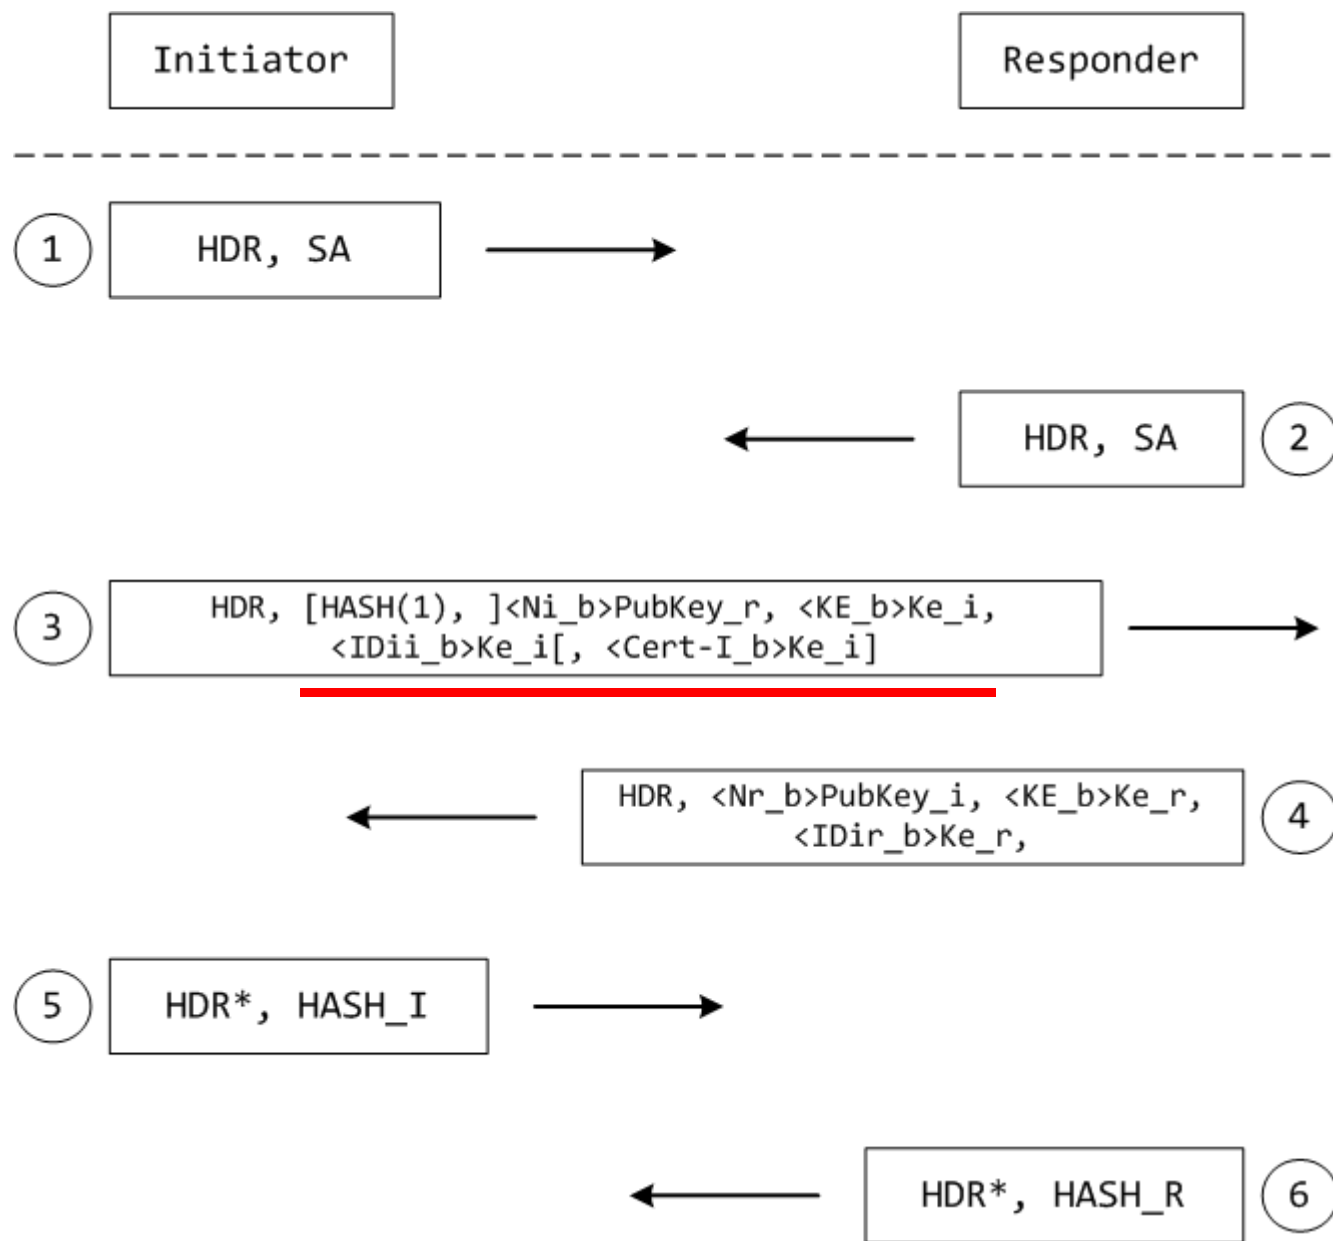 Initiator
Responder
1
HDR, SA
HDR, SA
2
3
HDR, [HASH(1), ]<Ni_b>PubKey_r, <KE_b>Ke_i,
<IDii_b>Ke_i[, <Cert-I_b>Ke_i]
HDR, <Nr_b>PubKey_i, <KE_b>Ke_r,
<IDir_b>Ke_r,
4
5
HDR*, HASH_I
HDR*, HASH_R
6